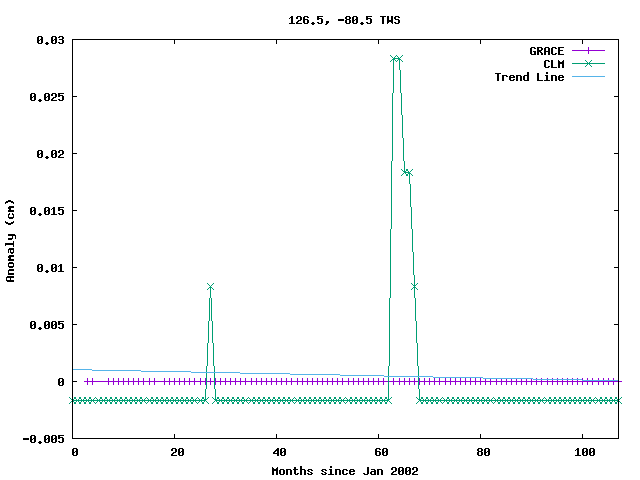 126.5, -80.5 TWS
GRACE
CLM
Trend Line
0.03
0.025
0.02
0.015
0.01
0.005
0
-0.005
Anomaly (cm)
0 20 40 60 80 100
Months since Jan 2002